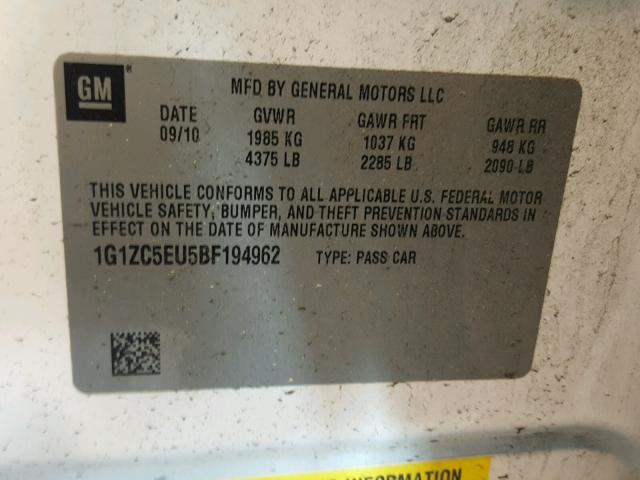 GM
MFD BY GENERAL MOTORS LLC
DATE GVWR GAWR FRT GAWR RR
09/10 1985 KG 1037 KG 948 KG
4375 LB 2285 LB 2090 LB
THIS VEHICLE CONFORMS TO ALL APPLICABLE U.S. FEDERAL MOTOR
VEHICLE SAFETY, BUMPER, AND THEFT PREVENTION STANDARDS IN
EFFECT ON THE DATE OF MANUFACTURE SHOWN ABOVE.
1G1ZC5EU5BF194962 TYPE: PASS CAR
INFORMATION